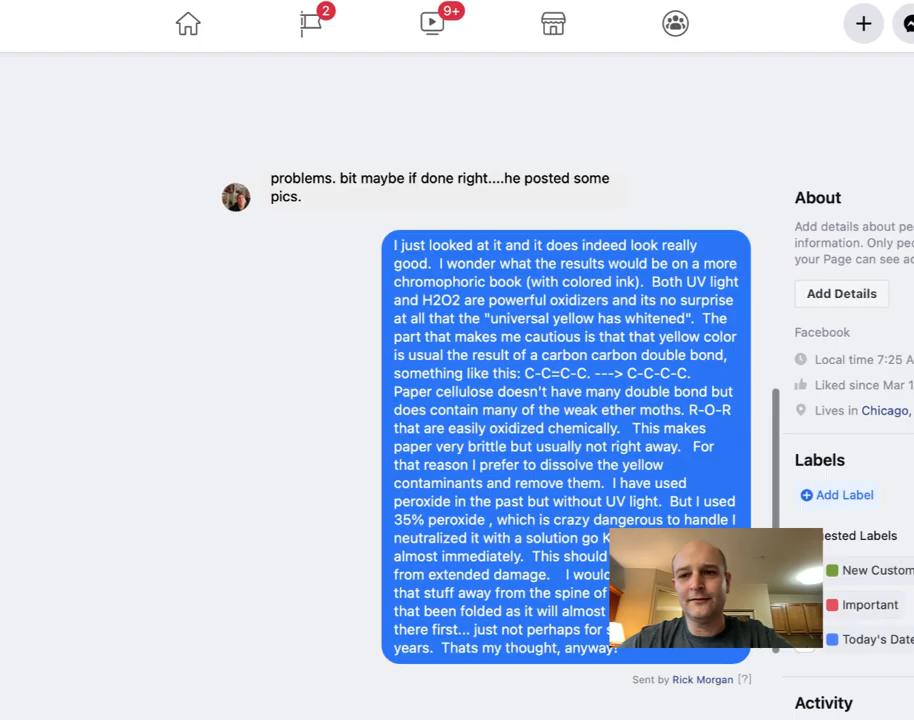 2
9+
problems. bit maybe if done right....he posted some
pics.
I just looked at it and it does indeed look really
good.  I wonder what the results would be on a more
chromophoric book (with colored ink).  Both UV light
and H2O2 are powerful oxidizers and its no surprise
at all that the "universal yellow has whitened".  The
part that makes me cautious is that that yellow color
is usual the result of a carbon carbon double bond,
something like this: C-C=C-C. ---> C-C-C-C.
Paper cellulose doesn't have many double bond but
does contain many of the weak ether moths. R-O-R
that are easily oxidized chemically.   This makes
paper very brittle but usually not right away.   For
that reason I prefer to dissolve the yellow
contaminants and remove them.  I have used
peroxide in the past but without UV light.  But I used
35% peroxide , which is crazy dangerous to handle I
neutralized it with a solution go K
almost immediately.  This should
from extended damage.    I would
that stuff away from the spine of
that been folded as it will almost
there first... just not perhaps for
years.  Thats my thought, anyway!
Sent by Rick Morgan [?]
About
Add details about
information. Only
your Page can see
Add Details
Facebook
Local time 7:25 A
Liked since Mar 1
Lives in Chicago,
Labels
Add Label
ested Labels
New Custom
Important
Today's Date
Activity